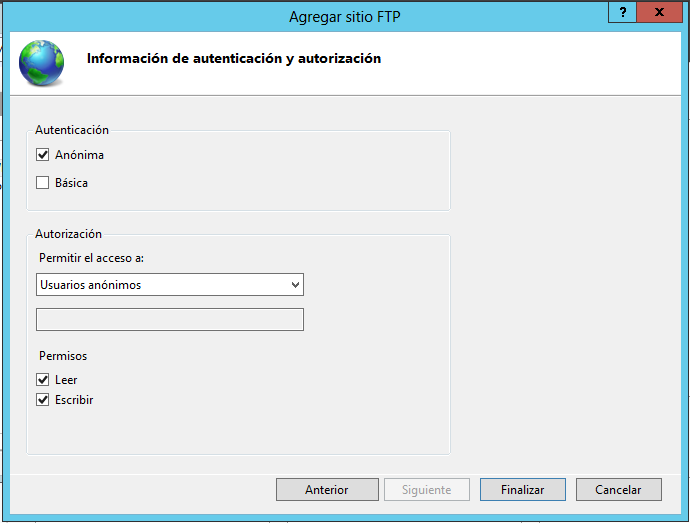 Agregar sitio FTP
? X
Información de autenticación y autorización
Autenticación
Anónima
Básica
Autorización
Permitir el acceso a:
Usuarios anónimos
Permisos
Leer
Escribir
Anterior Siguiente Finalizar Cancelar